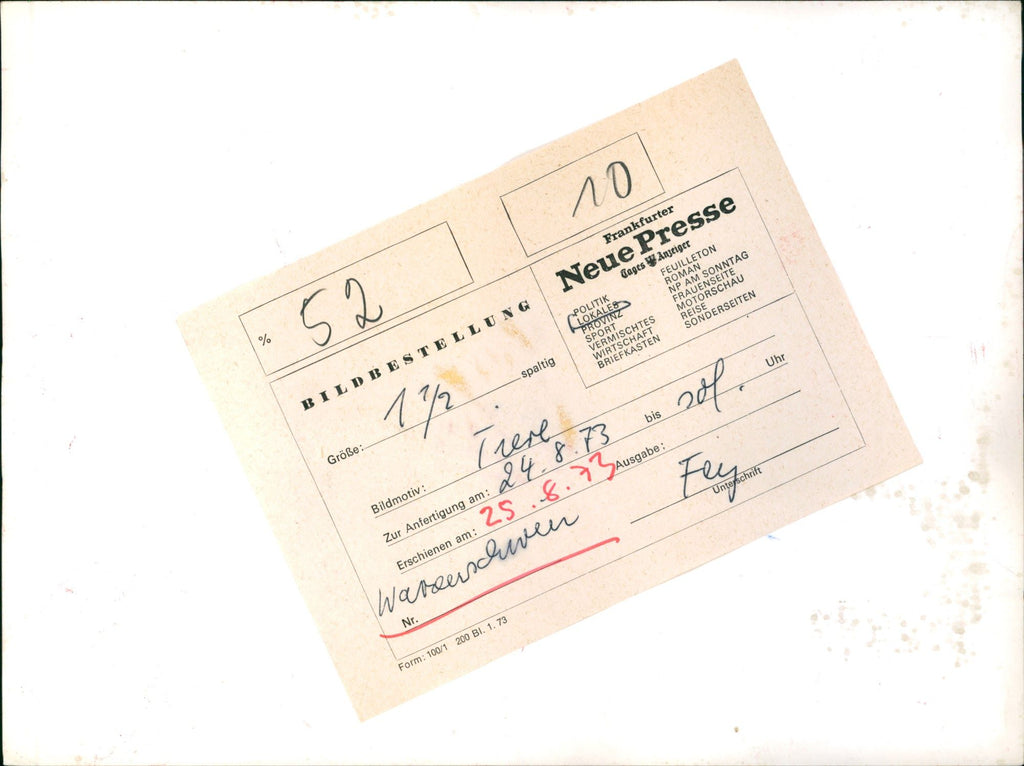 10
% 52
Frankfurter
Neue Presse
Tages Anzeiger
POLITIK
LOKALES
PROVINZ
SPORT
VERMISCHTES
WIRTSCHAFT
BRIEFKASTEN
FEUILLETON
ROMAN
NP AM SONNTAG
FRAUENSEITE
MOTORSCHAU
REISE
SONDERSEITEN
BILDBESTELLUNG
Größe: 1 1/2 spaltig
Bildmotiv: Tiere
Zur Anfertigung am: 24.8.73 bis Uhr
Erschienen am: 25.8.73 Ausgabe:
Fey
Unterschrift
Nr.
Form: 100/1 200 Bl. 1. 73